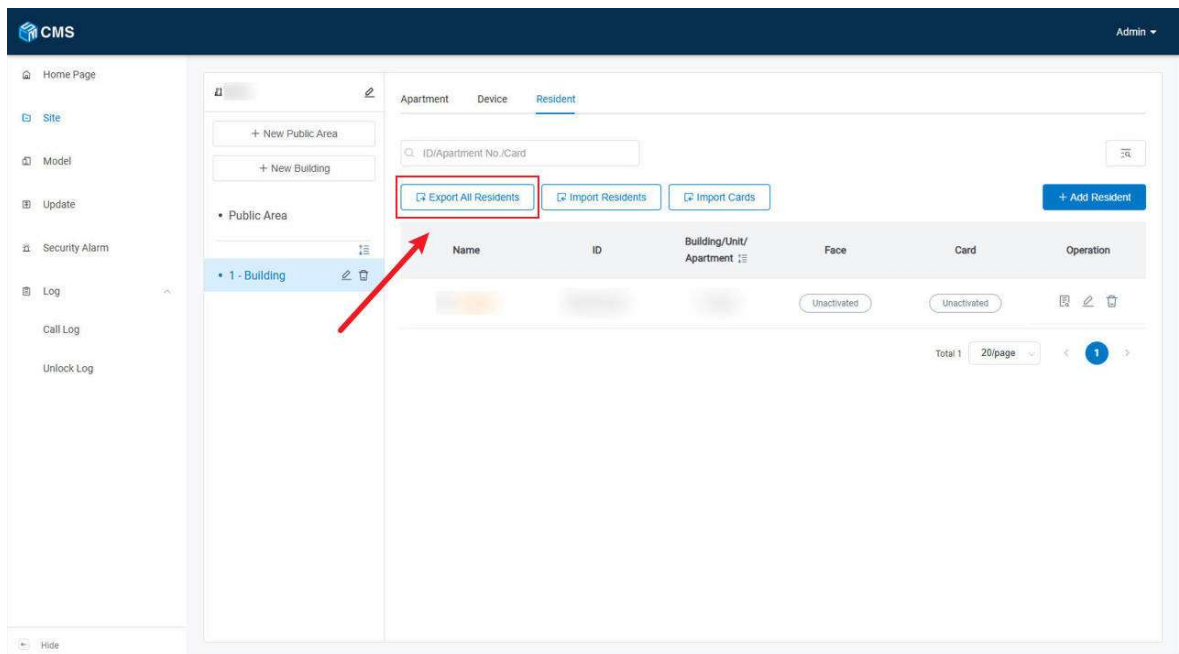 CMS
Admin
Home Page
Site
Model
Update
Security Alarm
Log
Call Log
Unlock Log
Hide
+ New Public Area
+ New Building
• Public Area
• 1 - Building
Apartment Device Resident
ID/Apartment No./Card
Export All Residents Import Residents Import Cards + Add Resident
Name ID Building/Unit/ Face Card Operation
Apartment
Unactivated Unactivated
Total 1 20/page < 1 >